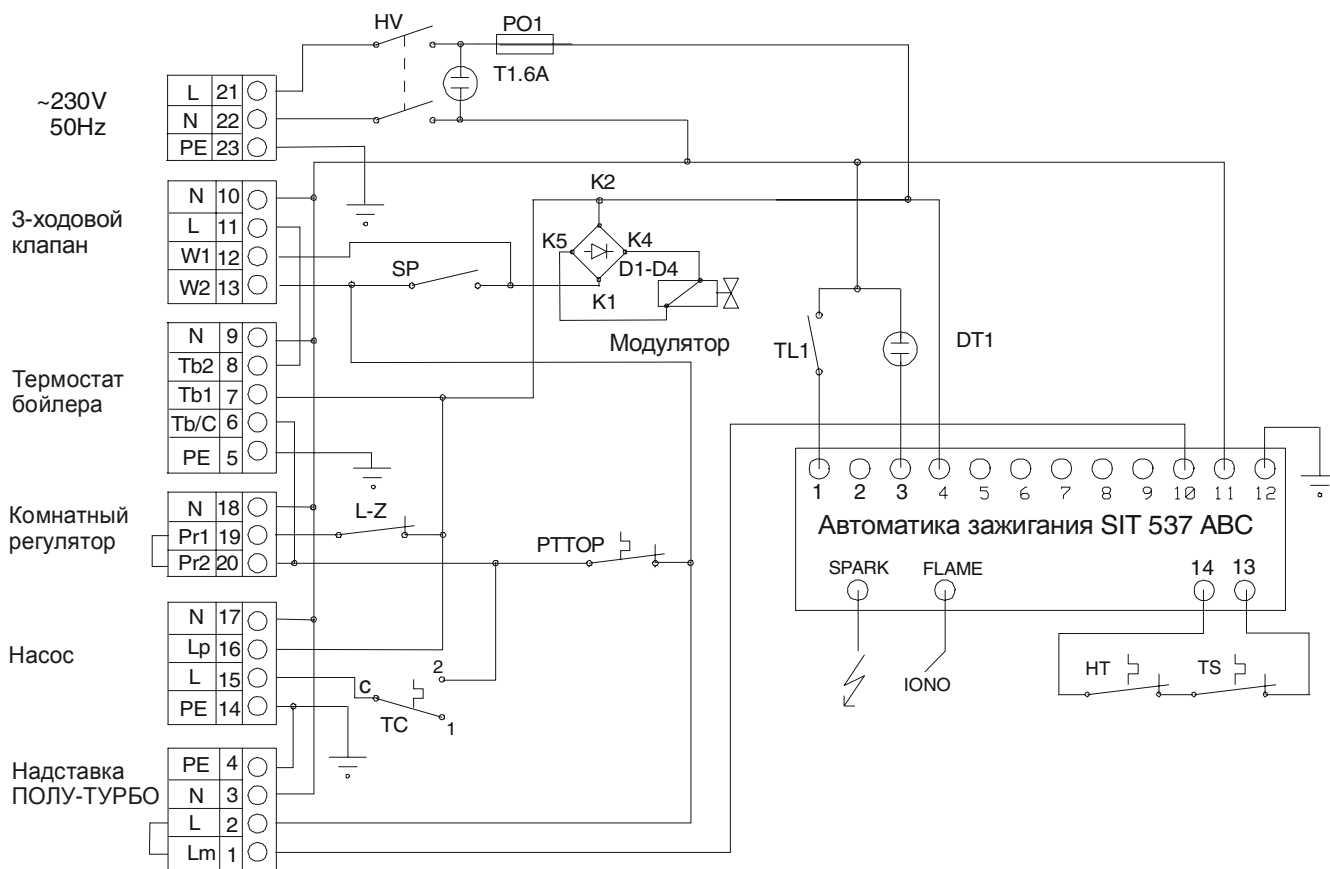 HV
PO1
T1.6A
~230V
50Hz
L 21
N 22
PE 23
3-ходовой
клапан
N 10
L 11
W1 12
W2 13
SP
K2
K5
K4
D1-D4
K1
Модулятор
TL1
DT1
Термостат
бойлера
N 9
Tb2 8
Tb1 7
Tb/C 6
PE 5
Комнатный
регулятор
N 18
Pr1 19
Pr2 20
L-Z
PTTOP
1 2 3 4 5 6 7 8 9 10 11 12
Автоматика зажигания SIT 537 ABC
SPARK
FLAME
14
13
IONO
HT
TS
Насос
N 17
Lp 16
L 15
PE 14
C
2
TC
1
Надставка
ПОЛУ-ТУРБО
PE 4
N 3
L 2
Lm 1